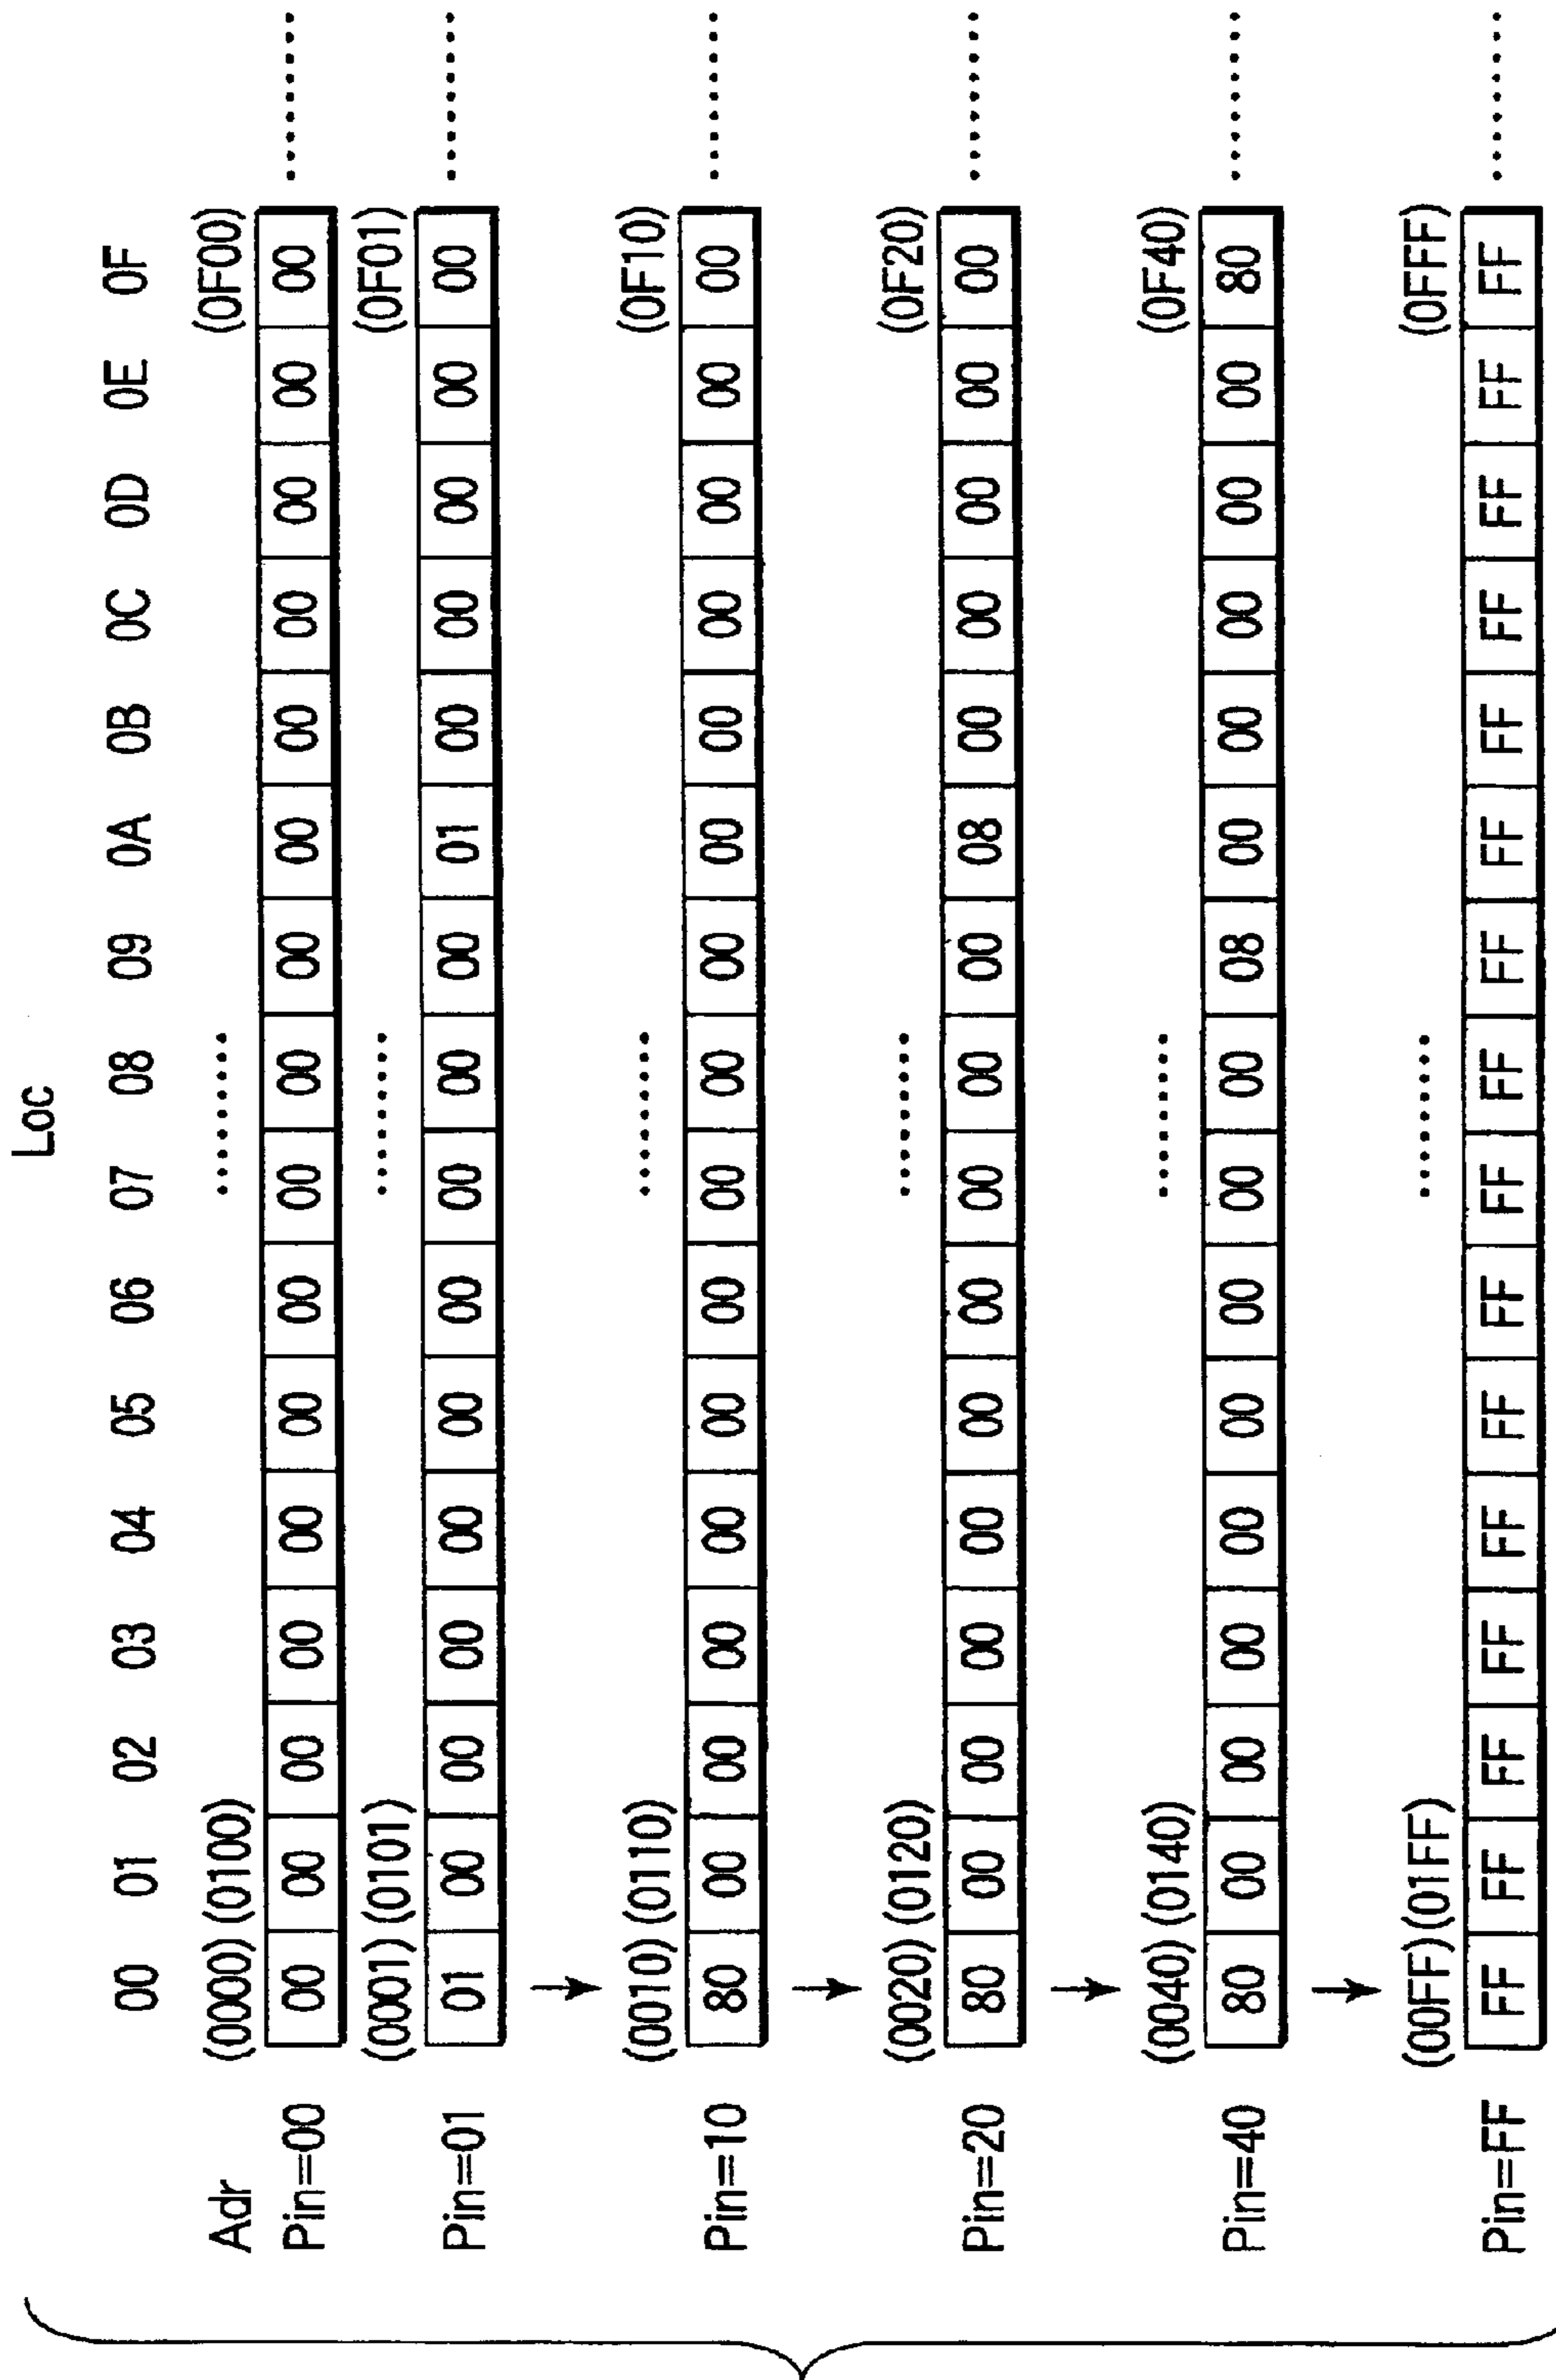 Loc
00 01 02 03 04 05 06 07 08 09 0A 0B 0C 0D 0E 0F
Adr (0000) (0100) ........ (0F00)
Pin=00 00 00 00 00 00 00 00 00 00 00 00 00 00 00 00 00 ........
(0001) (0101) ........ (0F01)
Pin=01 01 00 00 00 00 00 00 00 00 00 01 00 00 00 00 00 ........
(0010) (0110) ........ (0F10)
Pin=10 80 00 00 00 00 00 00 00 00 00 00 00 00 00 00 00 ........
(0020) (0120) ........ (0F20)
Pin=20 80 00 00 00 00 00 00 00 00 00 08 00 00 00 00 00 ........
(0040) (0140) ........ (0F40)
Pin=40 80 00 00 00 00 00 00 00 00 08 00 00 00 00 00 80 ........
(00FF) (01FF) ........ (0FFF)
Pin=FF FF FF FF FF FF FF FF FF FF FF FF FF FF FF FF FF ........